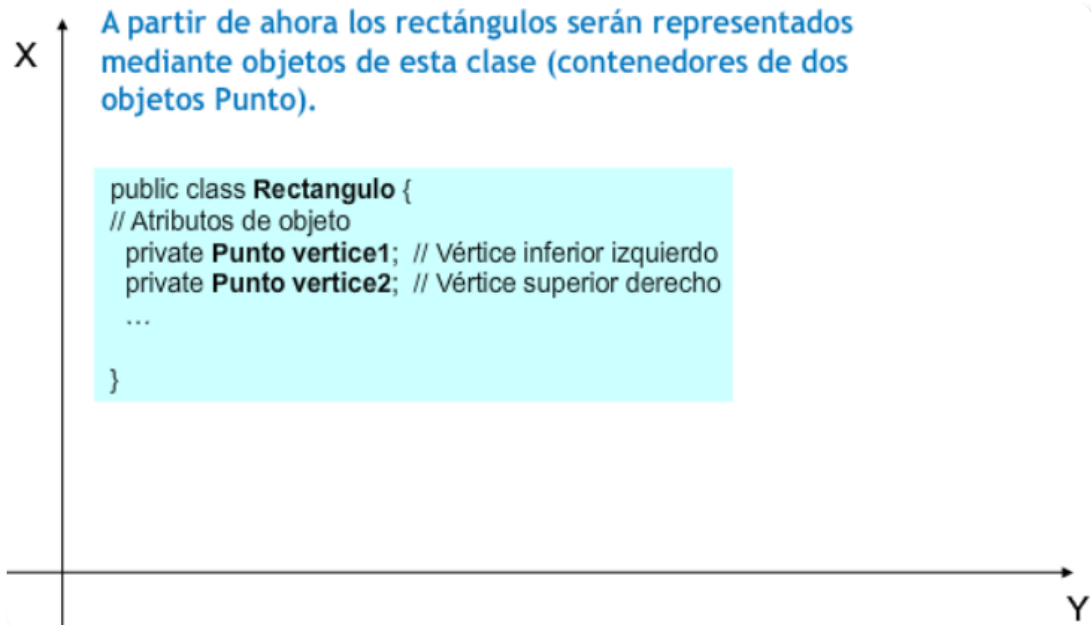 A partir de ahora los rectángulos serán representados
mediante objetos de esta clase (contenedores de dos
objetos Punto).
X
public class Rectangulo {
// Atributos de objeto
private Punto vertice1; // Vértice inferior izquierdo
private Punto vertice2; // Vértice superior derecho
...
}
Y